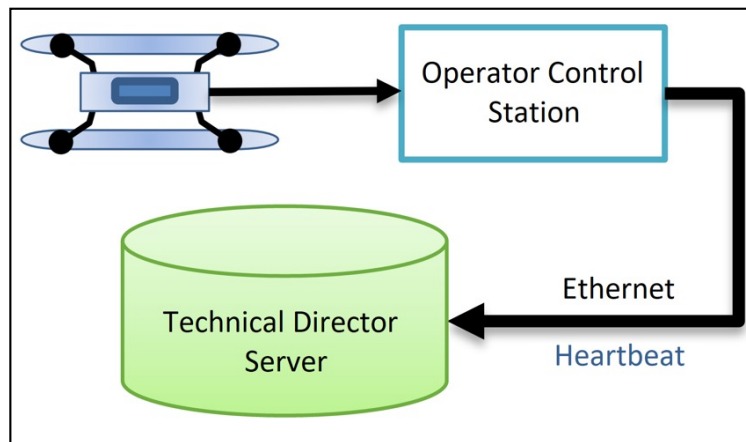 Operator Control
Station
Technical Director
Server
Ethernet
Heartbeat